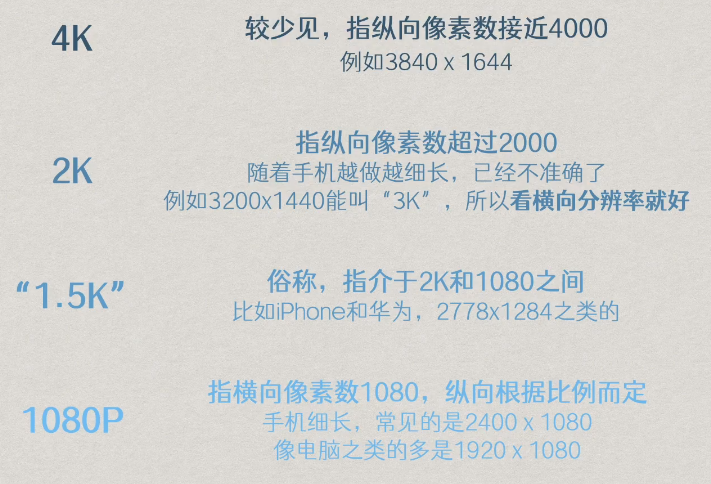 4K
较少见，指纵向像素数接近4000
例如3840 x 1644
2K
指纵向像素数超过2000
随着手机越做越细长，已经不准确了
例如3200x1440能叫“3K”，所以看横向分辨率就好
“1.5K”
俗称，指介于2K和1080之间
比如iPhone和华为，2778x1284之类的
1080P
指横向像素数1080，纵向根据比例而定
手机细长，常见的是2400 x 1080
像电脑之类的多是1920 x 1080